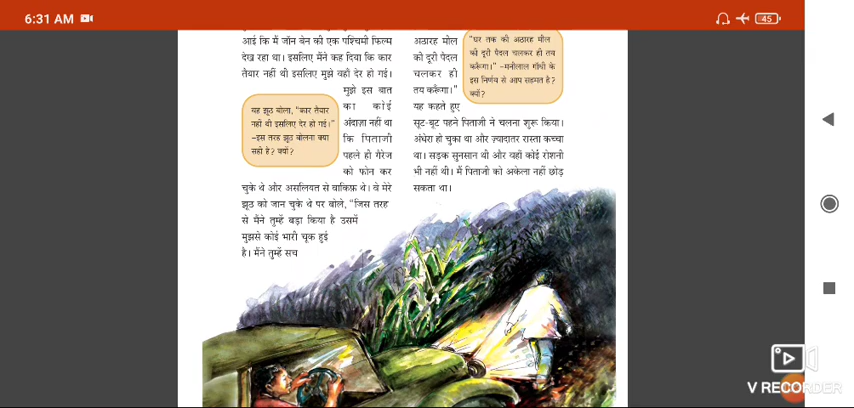 6:31 AM
45
आई कि मैं जॉन बेन की एक पश्चिमी फिल्म
देख रहा था। इसलिए मैंने कह दिया कि कार
तैयार नहीं थी इसलिए मुझे वहाँ देर हो गई।
मुझे इस बात
का कोई
अंदाज़ा नहीं था
कि पिताजी
पहले ही गैरेज
को फोन कर
चुके थे और असलियत से वाकिफ़ थे। वे मेरे
झूठ को जान चुके थे पर बोले, “जिस तरह
से मैंने तुम्हें बड़ा किया है उसमें
मुझसे कोई भारी चूक हुई
है। मैंने तुम्हें सच
वह झूठ बोला, “कार तैयार
नहीं थी इसलिए देर हो गई।”
–इस तरह झूठ बोलना क्या
सही है? क्यों?
अठारह मील
की दूरी पैदल
चलकर ही
तय करूँगा।”
यह कहते हुए
सूट-बूट पहने पिताजी ने चलना शुरू किया।
अंधेरा हो चुका था और ज़्यादातर रास्ता कच्चा
था। सड़क सुनसान थी और वहाँ कोई रोशनी
भी नहीं थी। मैं पिताजी को अकेला नहीं छोड़
सकता था।
“घर तक की अठारह मील
की दूरी पैदल चलकर ही तय
करूँगा।” –मनीलाल गाँधी के
इस निर्णय से आप सहमत है?
क्यों?
V RECORDER